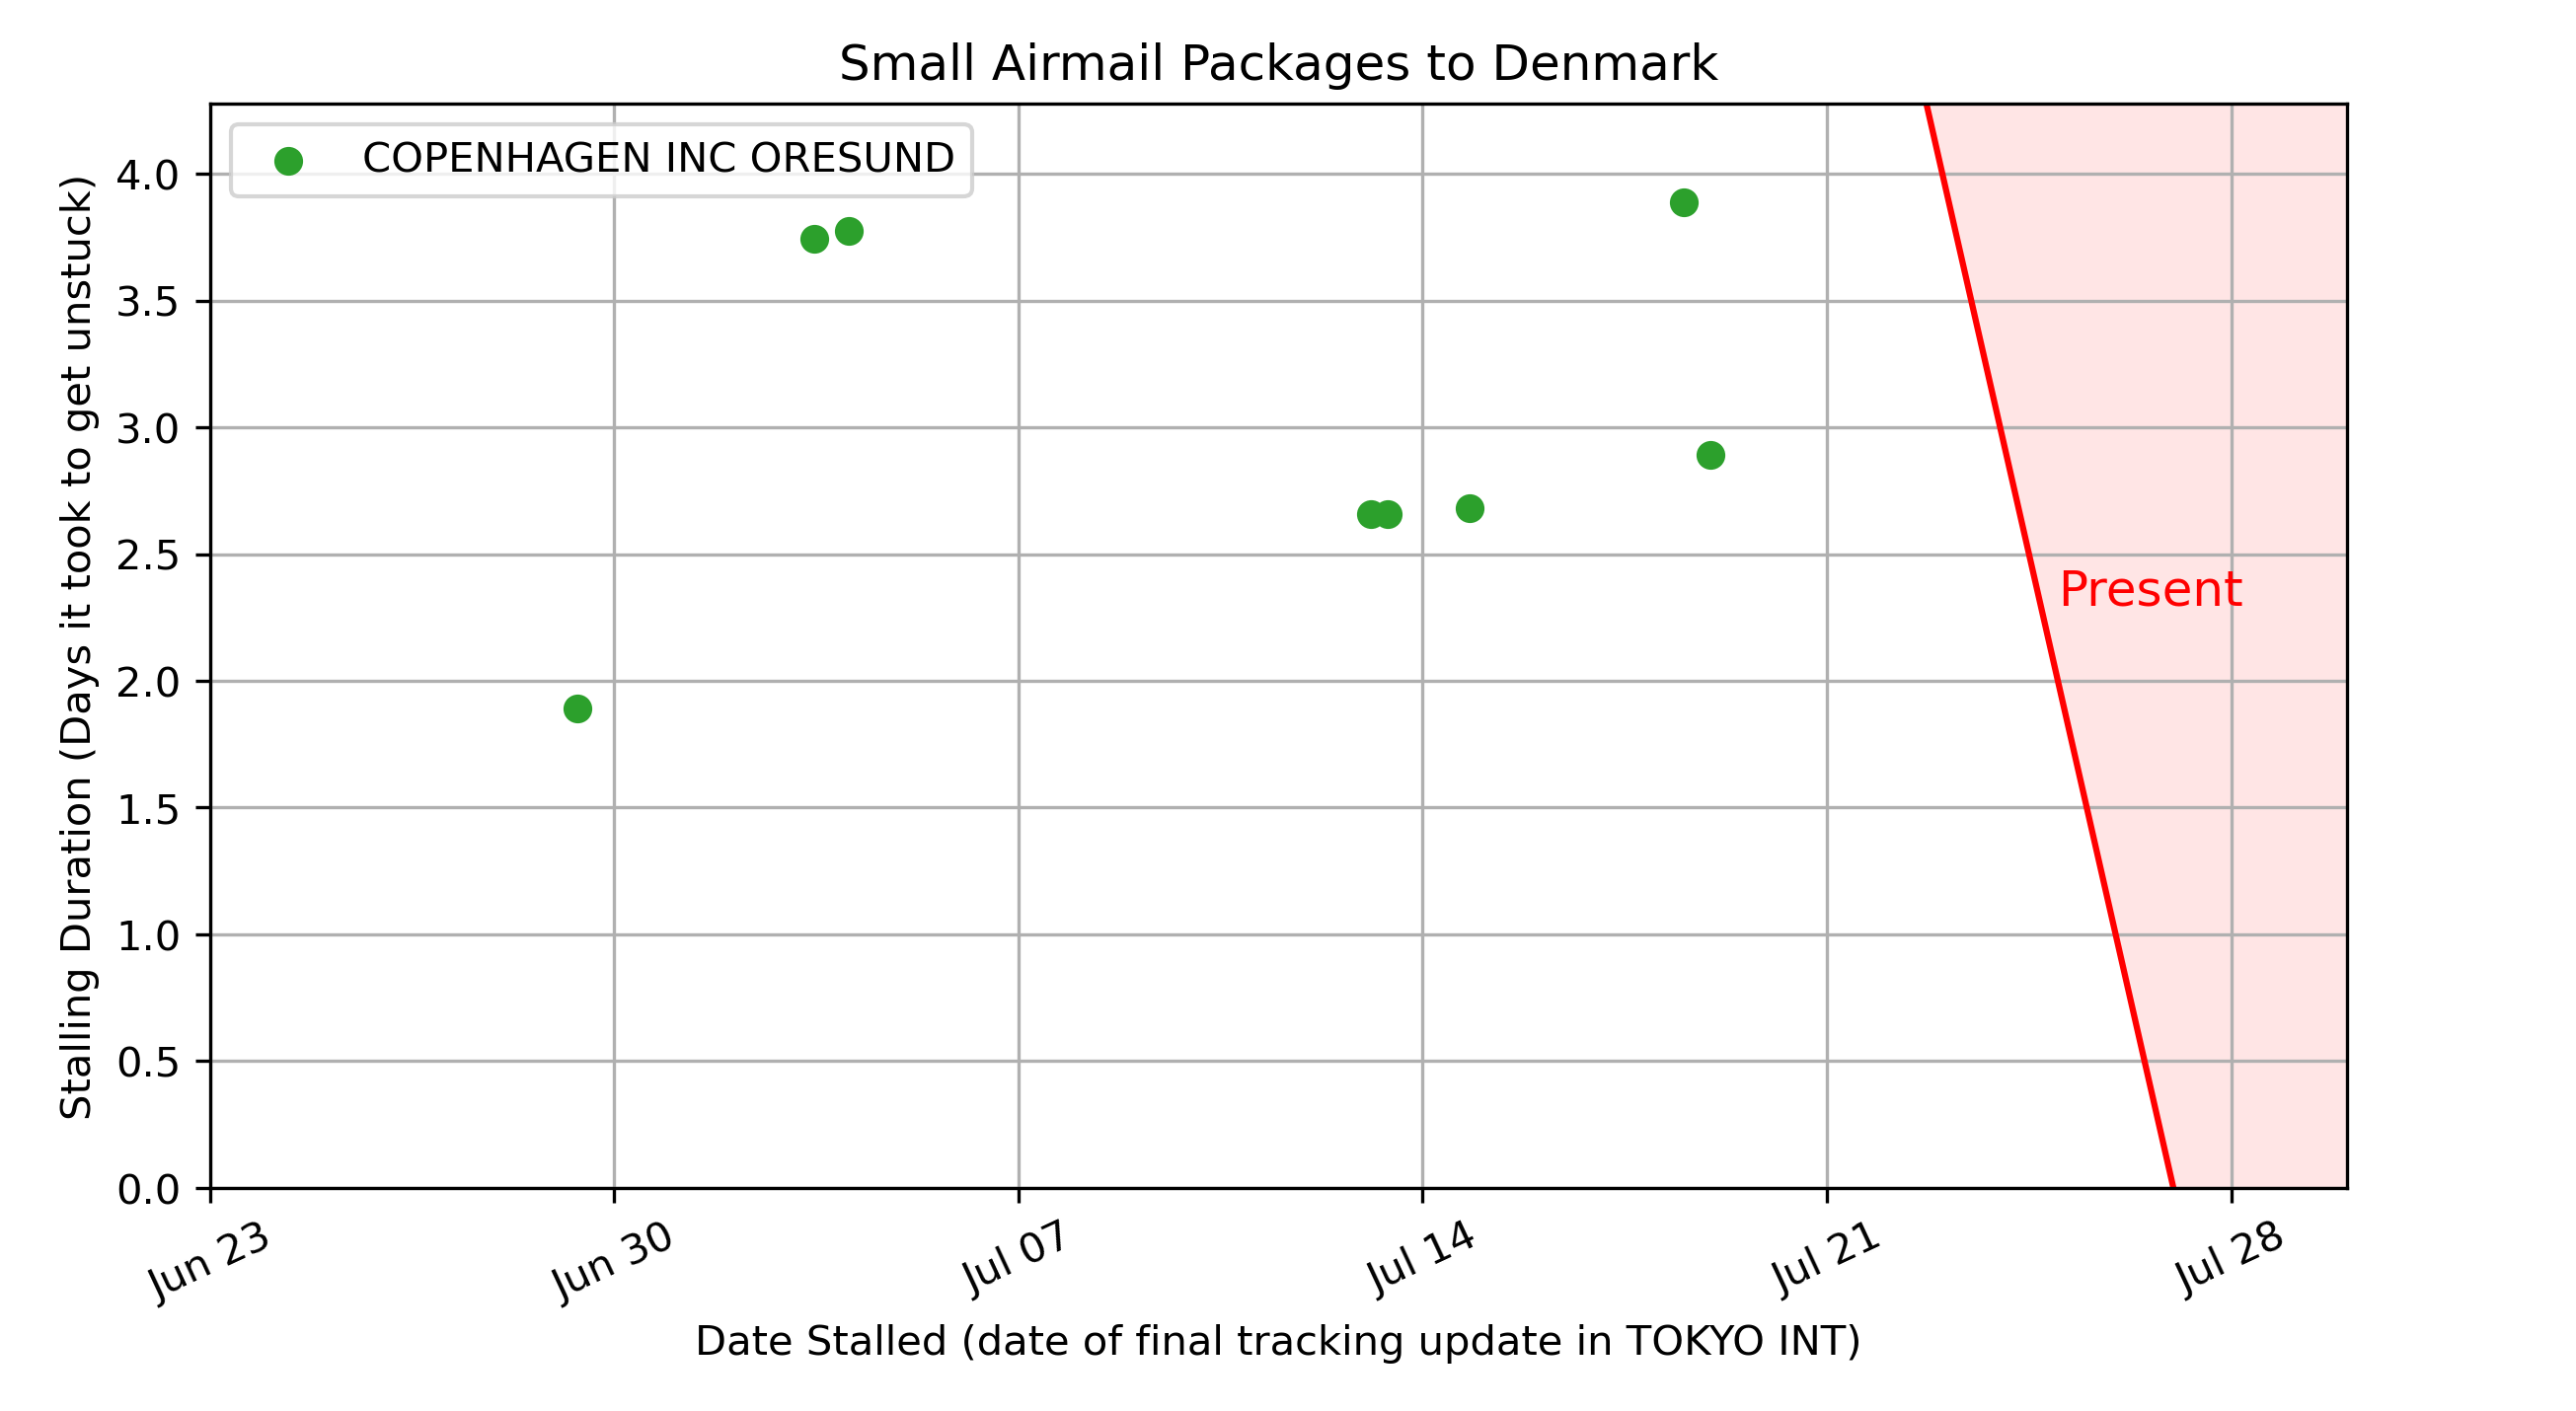 Small Airmail Packages to Denmark
COPENHAGEN INC ORESUND
Stalling Duration (Days it took to get unstuck)
4.0
3.5
3.0
2.5
2.0
1.5
1.0
0.5
0.0
Present
Jun 23
Jun 30
Jul 07
Jul 14
Jul 21
Jul 28
Date Stalled (date of final tracking update in TOKYO INT)